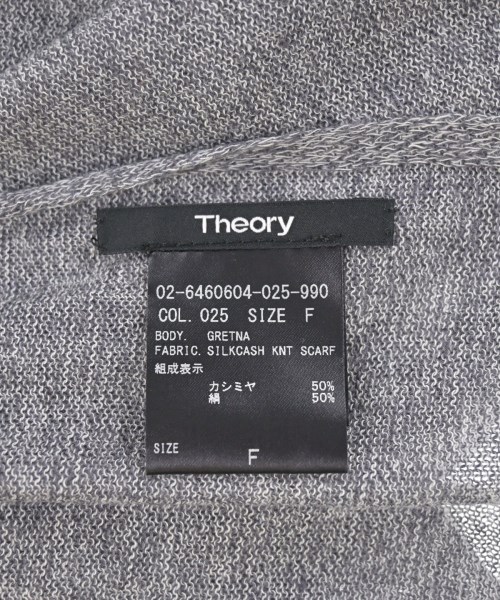 Theory
02-6460604-025-990
COL. 025 SIZE F
BODY. GRETNA
FABRIC. SILKCASH KNT SCARF
組成表示
カシミヤ 50%
絹 50%
SIZE F